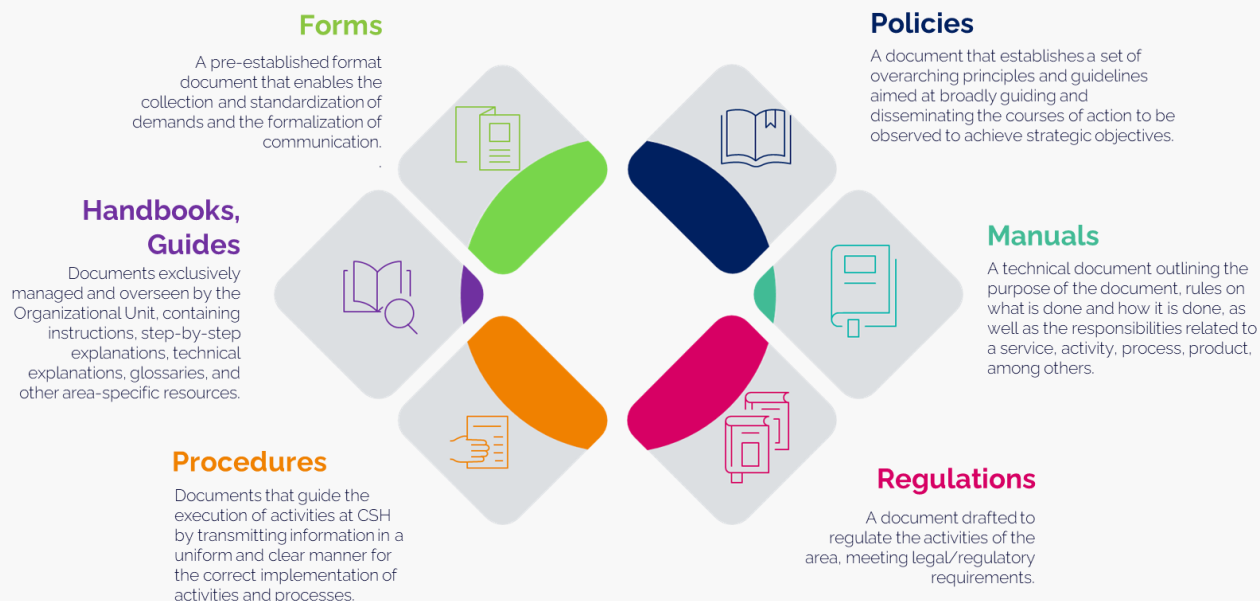 Forms
A pre-established format
document that enables the
collection and standardization of
demands and the formalization of
communication.
.
Policies
A document that establishes a set of
overarching principles and guidelines
aimed at broadly guiding and
disseminating the courses of action to be
observed to achieve strategic objectives.
Handbooks,
Guides
Documents exclusively
managed and overseen by the
Organizational Unit, containing
instructions, step-by-step
explanations, technical
explanations, glossaries, and
other area-specific resources.
Manuals
A technical document outlining the
purpose of the document, rules on
what is done and how it is done, as
well as the responsibilities related to
a service, activity, process, product,
among others.
Procedures
Documents that guide the
execution of activities at CSH
by transmitting information in a
uniform and clear manner for
the correct implementation of
activities and processes.
Regulations
A document drafted to
regulate the activities of the
area, meeting legal/regulatory
requirements.